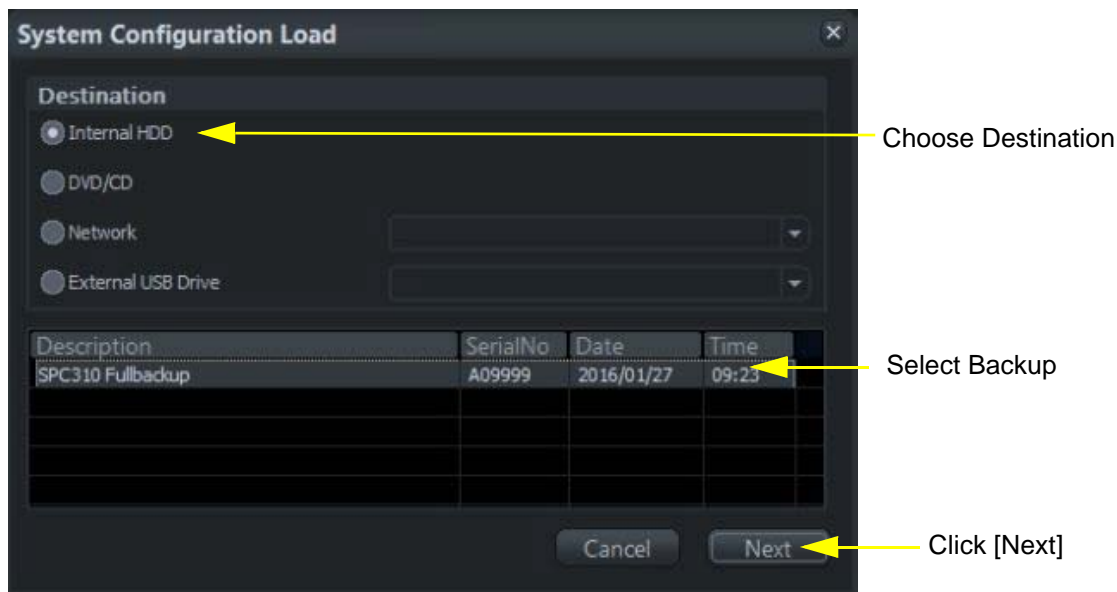 System Configuration Load
Destination
Internal HDD
Choose Destination
DVD/CD
Network
External USB Drive
Description SerialNo Date Time
SPC310 Fullbackup A09999 2016/01/27 09:23
Select Backup
Cancel Next
Click [Next]